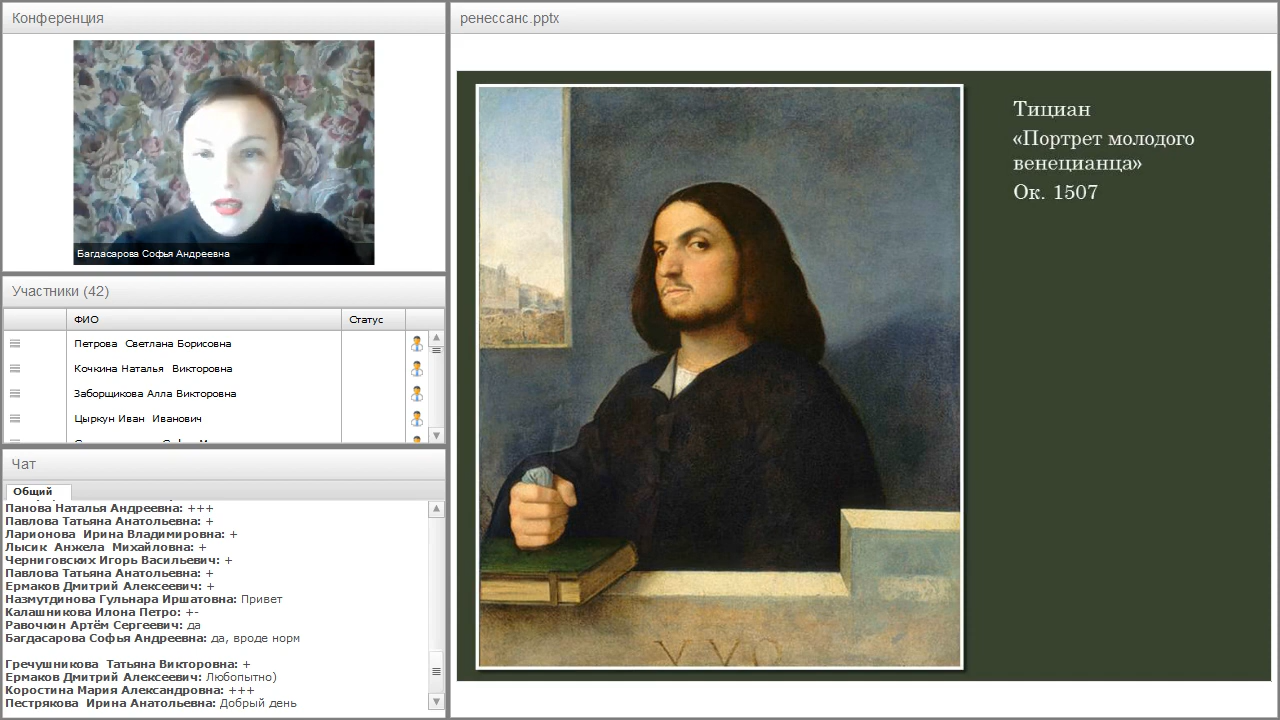 Конференция
Багдасарова Софья Андреевна
Участники (42)
ФИО
Статус
Петрова Светлана Борисовна
Кочкина Наталья Викторовна
Заборщикова Алла Викторовна
Цыркун Иван Иванович
Чат
Общий
Панова Наталья Андреевна: +++
Павлова Татьяна Анатольевна: +
Ларионова Ирина Владимировна: +
Лысик Анжела Михайловна: +
Черниговских Игорь Васильевич: +
Павлова Татьяна Анатольевна: +
Ермаков Дмитрий Алексеевич: +
Назмутдинова Гульнара Иршатовна: Привет
Калашникова Илона Петро: +-
Равочкин Артём Сергеевич: да
Багдасарова Софья Андреевна: да, вроде норм
Гречушникова Татьяна Викторовна: +
Ермаков Дмитрий Алексеевич: Любопытно)
Коростина Мария Александровна: +++
Пестрякова Ирина Анатольевна: Добрый день
ренессанс.pptx
Тициан
«Портрет молодого
венецианца»
Ок. 1507
VVO